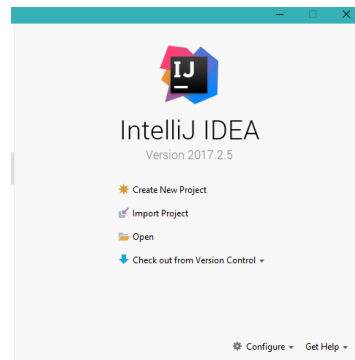 IJ
IntelliJ IDEA
Version 2017.2.5
Create New Project
Import Project
Open
Check out from Version Control
Configure Get Help